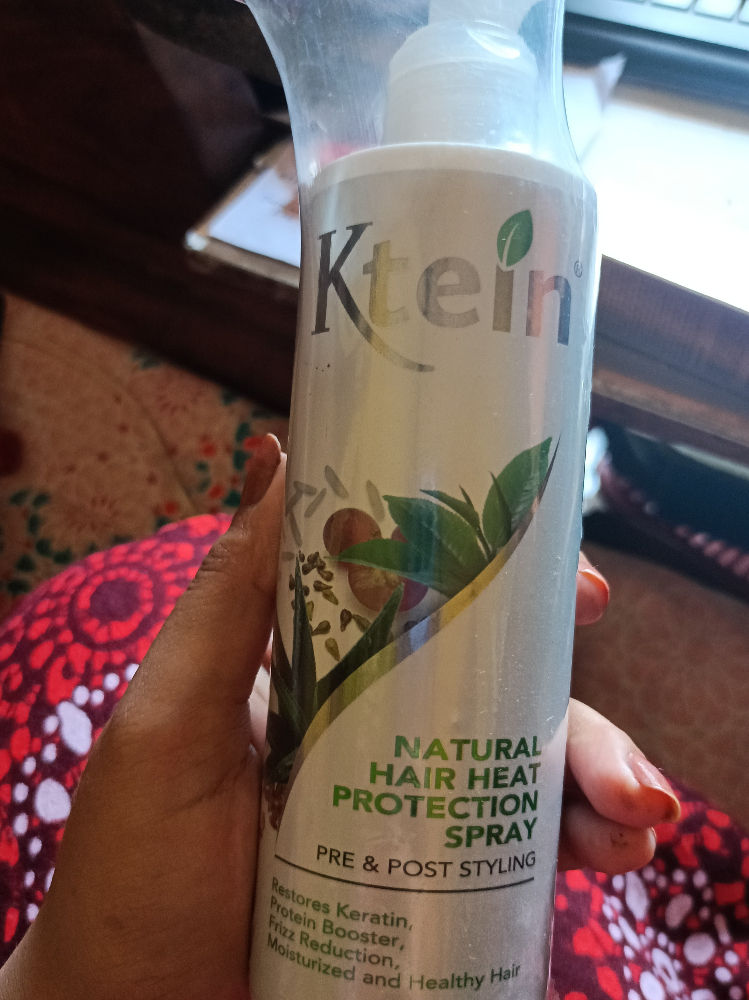 Ktein®
NATURAL
HAIR HEAT
PROTECTION
SPRAY
PRE & POST STYLING
Restores Keratin,
Protein Booster,
Frizz Reduction,
Moisturized and Healthy Hair